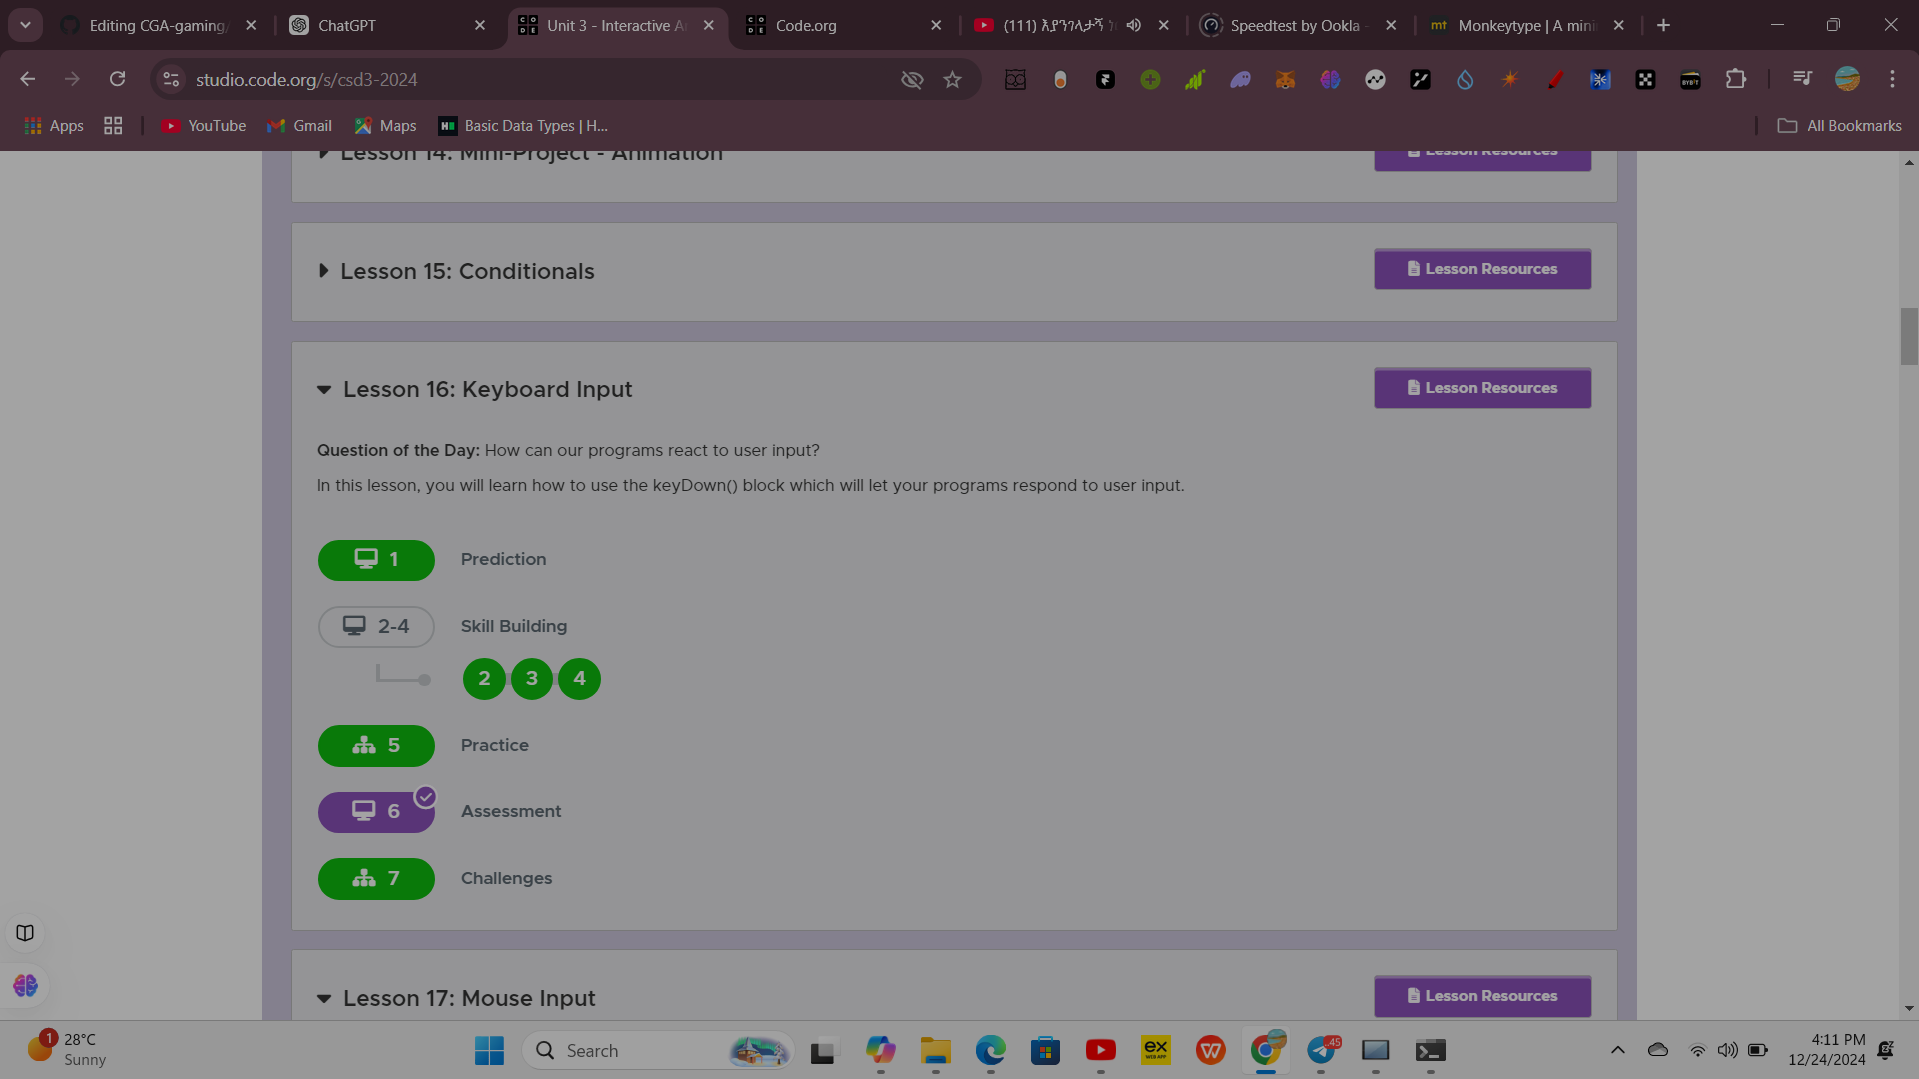 Editing CGA-gaming/
ChatGPT
Unit 3 - Interactive A
Code.org
(111) እያንገላታኝ
Speedtest by Ookla -
Monkeytype | A mini
studio.code.org/s/csd3-2024
Apps
YouTube
Gmail
Maps
Basic Data Types | H...
All Bookmarks
Lesson 14: Mini-Project - Animation
Lesson Resources
Lesson 15: Conditionals
Lesson Resources
Lesson 16: Keyboard Input
Lesson Resources
Question of the Day: How can our programs react to user input?
In this lesson, you will learn how to use the keyDown() block which will let your programs respond to user input.
1 Prediction
2-4 Skill Building
2 3 4
5 Practice
6 Assessment
7 Challenges
Lesson 17: Mouse Input
Lesson Resources
1
28°C
Sunny
Search
45
4:11 PM
12/24/2024